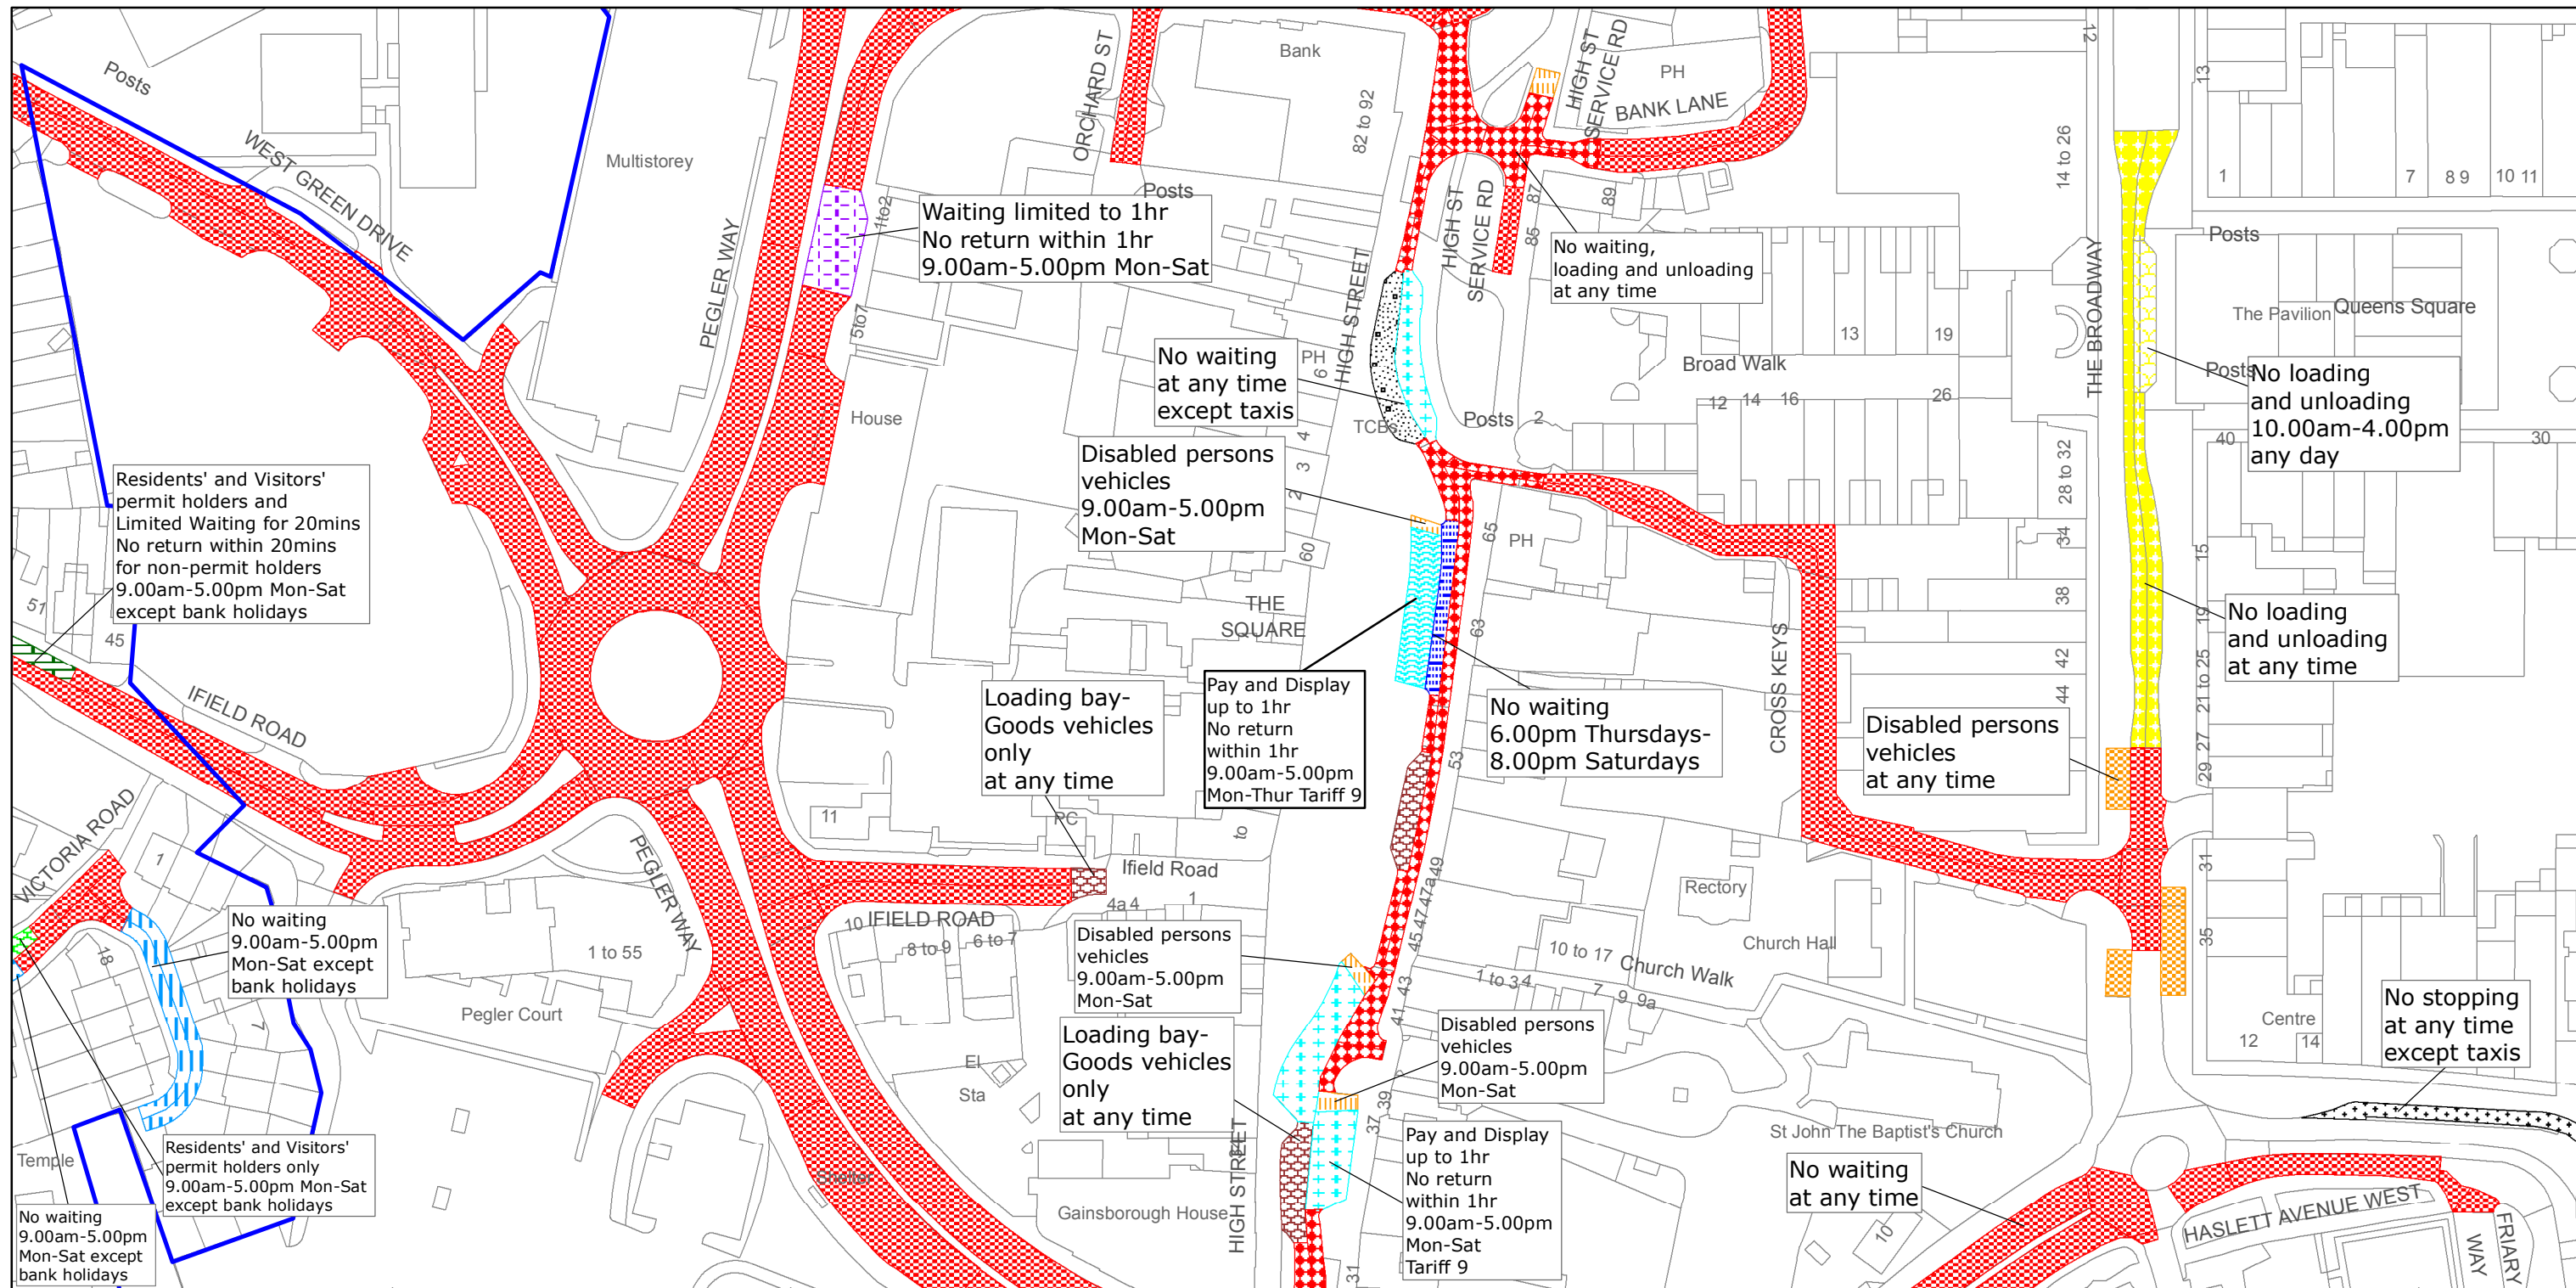 Posts
WEST GREEN DRIVE
Multistorey
PEGLER WAY
ORCHARD ST
Bank
82 to 92
Posts
HIGH ST
SERVICE RD
PH
BANK LANE
12
13
14 to 26
1
7
8 9
10 11
1to2
5to7
House
Waiting limited to 1hr
No return within 1hr
9.00am-5.00pm Mon-Sat
HIGH ST
SERVICE RD
87
85
89
No waiting,
loading and unloading
at any time
HIGH STREET
PH
6
4
3
2
60
TCBs
Posts
2
No waiting
at any time
except taxis
Disabled persons
vehicles
9.00am-5.00pm
Mon-Sat
Broad Walk
13
19
12
14
16
26
THE BROADWAY
Posts
The Pavilion
Queens Square
Posts
No loading
and unloading
10.00am-4.00pm
any day
40
30
28 to 32
34
38
42
44
15
19
21 to 25
27
29
31
35
No loading
and unloading
at any time
Residents' and Visitors'
permit holders and
Limited Waiting for 20mins
No return within 20mins
for non-permit holders
9.00am-5.00pm Mon-Sat
except bank holidays
51
45
IFIELD ROAD
THE
SQUARE
65
PH
63
53
CROSS KEYS
Loading bay-
Goods vehicles
only
at any time
Pay and Display
up to 1hr
No return
within 1hr
9.00am-5.00pm
Mon-Thur Tariff 9
No waiting
6.00pm Thursdays-
8.00pm Saturdays
Disabled persons
vehicles
at any time
VICTORIA ROAD
1
18
7
11
PC
to
Ifield Road
1
4a 4
10
IFIELD ROAD
8 to 9
6 to 7
PEGLER WAY
1 to 55
Pegler Court
No waiting
9.00am-5.00pm
Mon-Sat except
bank holidays
49
47a
47
45
43
41
39
37
31
Rectory
Church Hall
10 to 17
Church Walk
1 to 3
4
7
9
9a
Disabled persons
vehicles
9.00am-5.00pm
Mon-Sat
Loading bay-
Goods vehicles
only
at any time
Disabled persons
vehicles
9.00am-5.00pm
Mon-Sat
El
Sta
Centre
12
14
No stopping
at any time
except taxis
St John The Baptist's Church
Temple
Residents' and Visitors'
permit holders only
9.00am-5.00pm Mon-Sat
except bank holidays
No waiting
9.00am-5.00pm
Mon-Sat except
bank holidays
Shelter
Gainsborough House
HIGH STREET
Pay and Display
up to 1hr
No return
within 1hr
9.00am-5.00pm
Mon-Sat
Tariff 9
No waiting
at any time
10
HASLETT AVENUE WEST
FRIARY
WAY